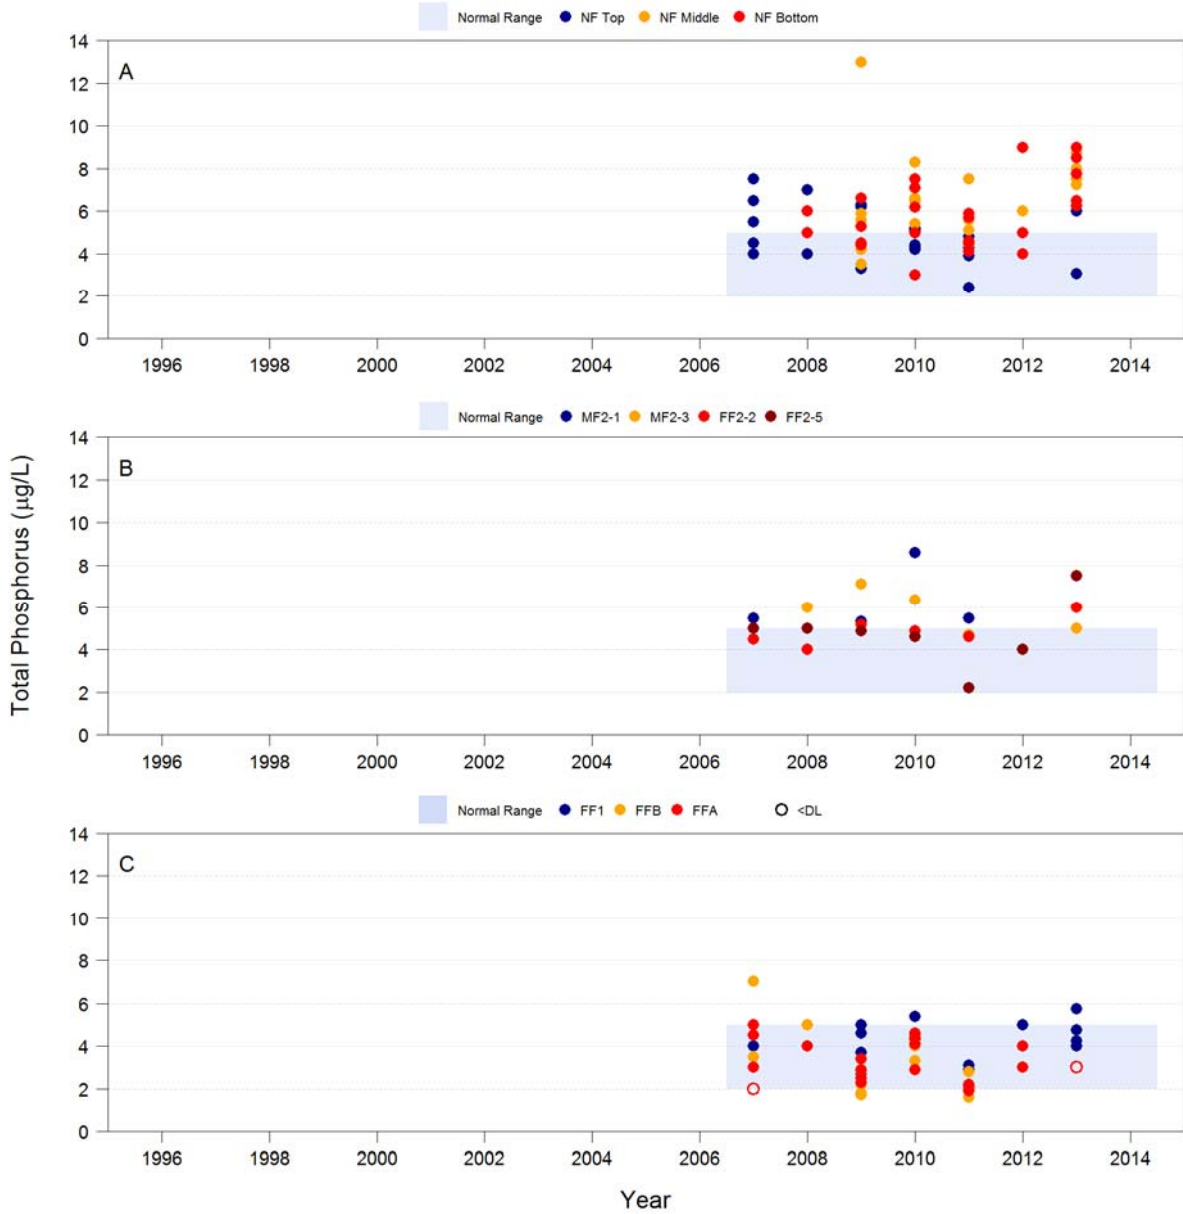 Normal Range NF Top NF Middle NF Bottom
A
14
12
10
8
6
4
2
0
1996 1998 2000 2002 2004 2006 2008 2010 2012 2014
Normal Range MF2-1 MF2-3 FF2-2 FF2-5
B
14
12
10
8
6
4
2
0
1996 1998 2000 2002 2004 2006 2008 2010 2012 2014
Total Phosphorus (µg/L)
Normal Range FF1 FFB FFA <DL
C
14
12
10
8
6
4
2
0
1996 1998 2000 2002 2004 2006 2008 2010 2012 2014
Year